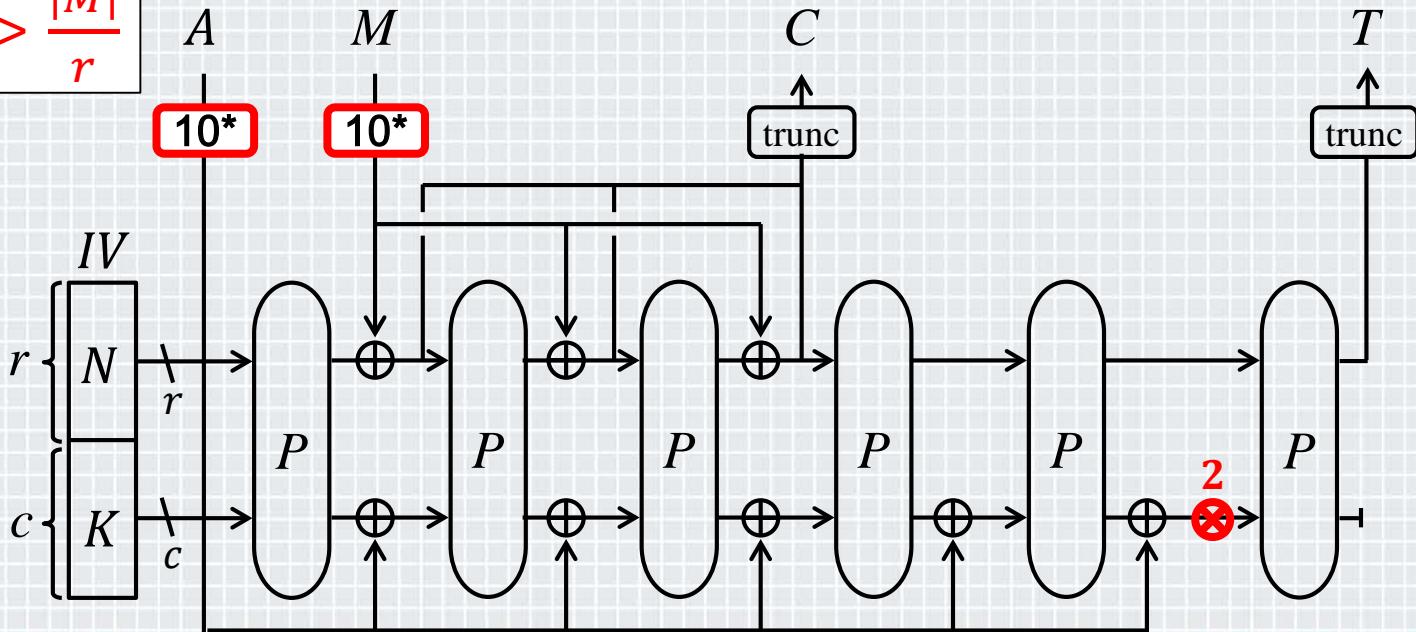 > |M| / r
A M C T
10* 10* trunc trunc
IV
r N r P P P P P P
2
c K c